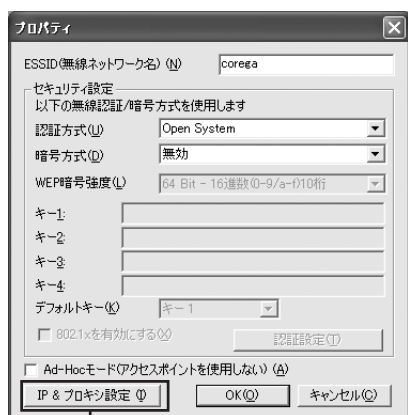 プロパティ
ESSID(無線ネットワーク名) (N) corega
セキュリティ設定
以下の無線認証/暗号方式を使用します
認証方式(U) Open System
暗号方式(D) 無効
WEP暗号強度(L) 64 Bit - 16進数(0-9/a-f)10桁
キー1:
キー2:
キー3:
キー4:
デフォルトキー(K) キー 1
802.1xを有効にする(X) 認証設定(T)
Ad-Hocモード(アクセスポイントを使用しない) (A)
IP & プロキシ設定 (I) OK(O) キャンセル(C)